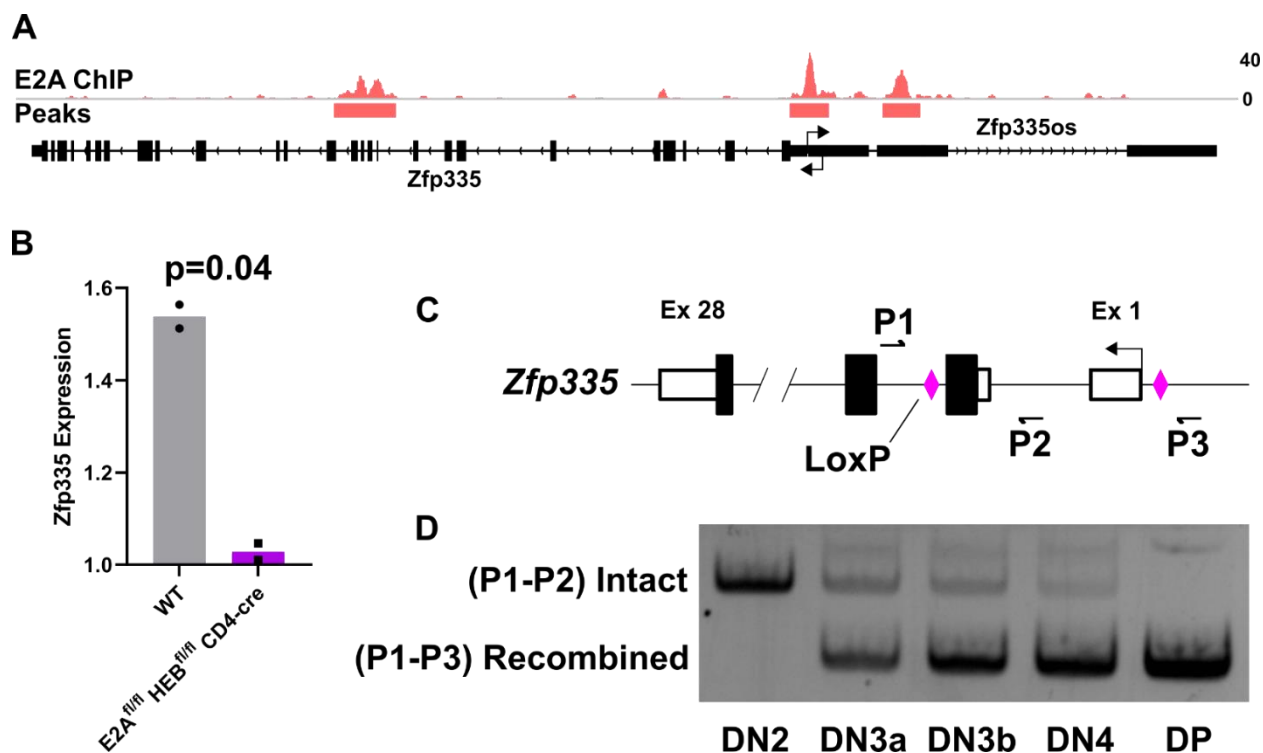 A
E2A ChIP
40
Peaks
0
Zfp335os
Zfp335
B
p=0.04
1.6
1.4
1.2
1.0
Zfp335 Expression
WT
E2A^fl/fl HEB^fl/fl CD4-cre
C
Ex 28
P1
Ex 1
Zfp335
LoxP
P2
P3
D
(P1-P2) Intact
(P1-P3) Recombined
DN2 DN3a DN3b DN4 DP